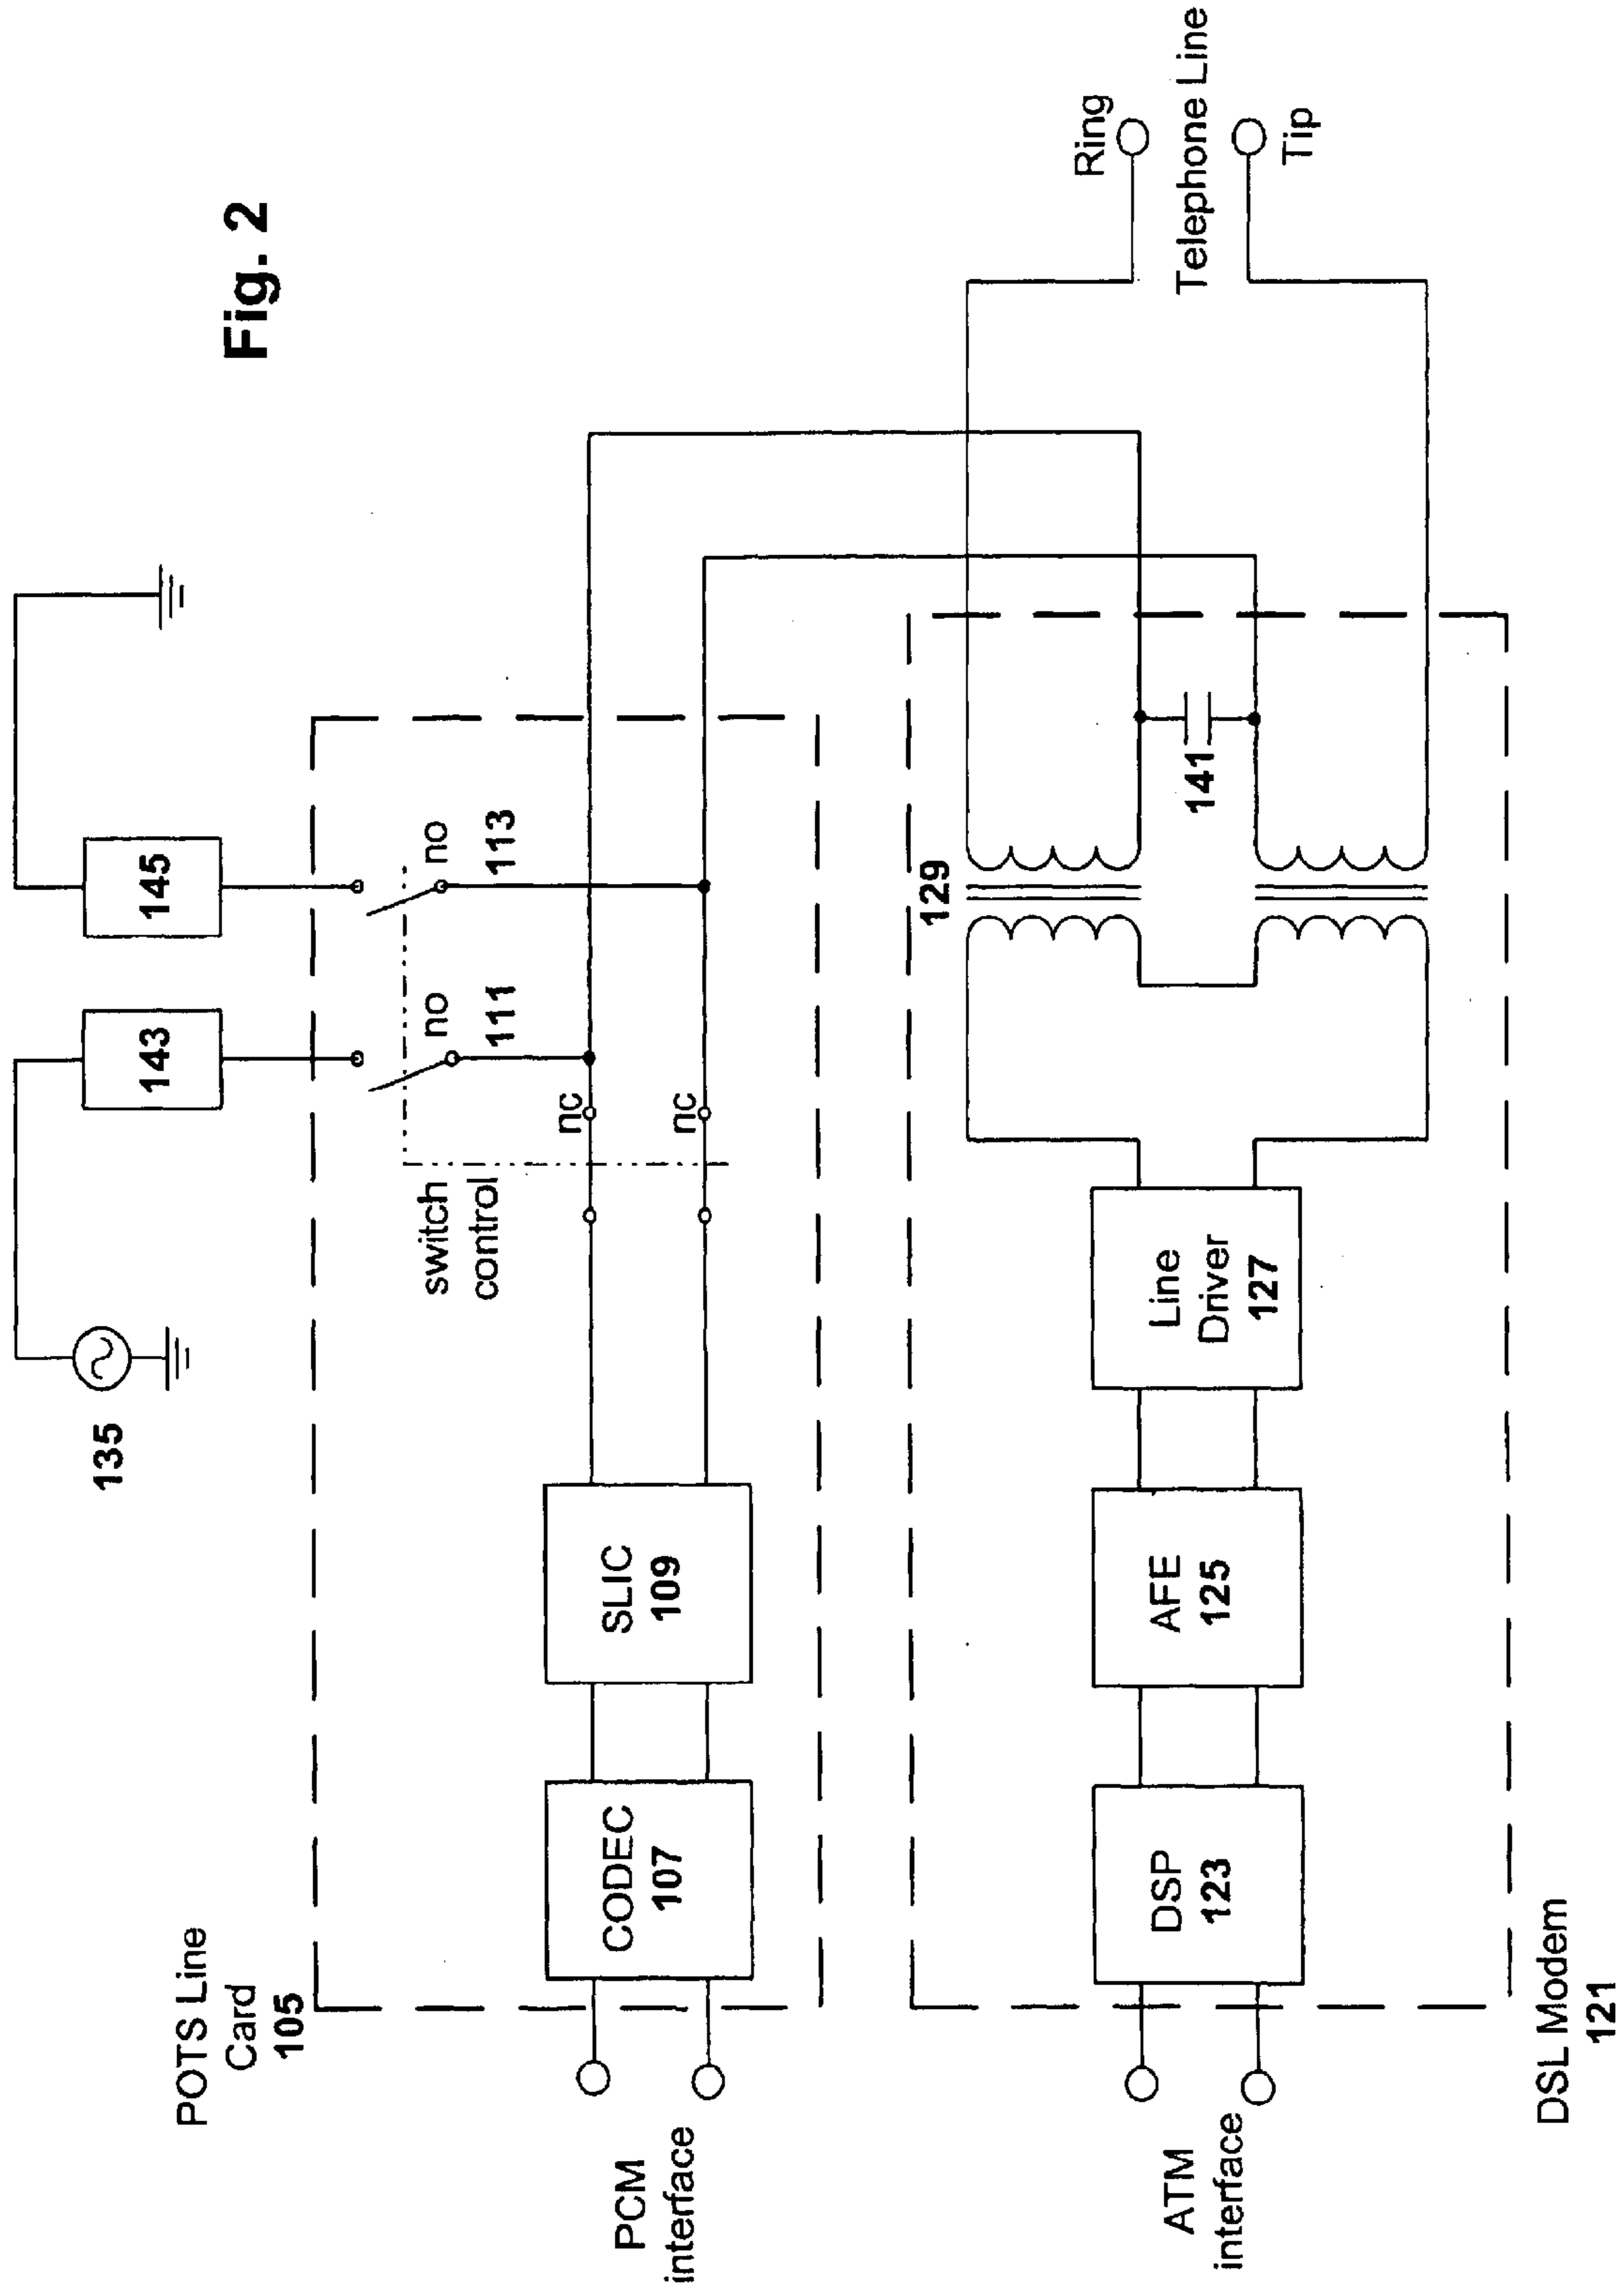 Fig. 2
135
143
145
POTS Line
Card
105
switch
control
no
111
no
113
nc
nc
PCM
interface
CODEC
107
SLIC
109
129
141
Ring
Telephone Line
Tip
ATM
interface
DSP
123
AFE
125
Line
Driver
127
DSL Modem
121